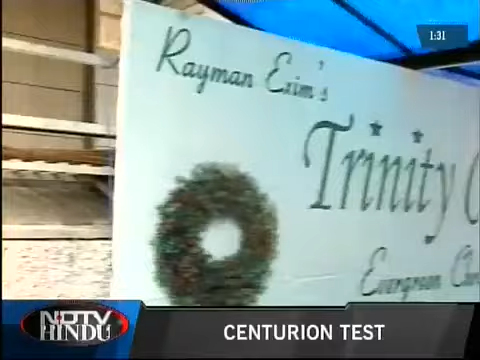 1:31
Rayman Exim's
Trinity
Evergreen
NDTV
HINDU
CENTURION TEST